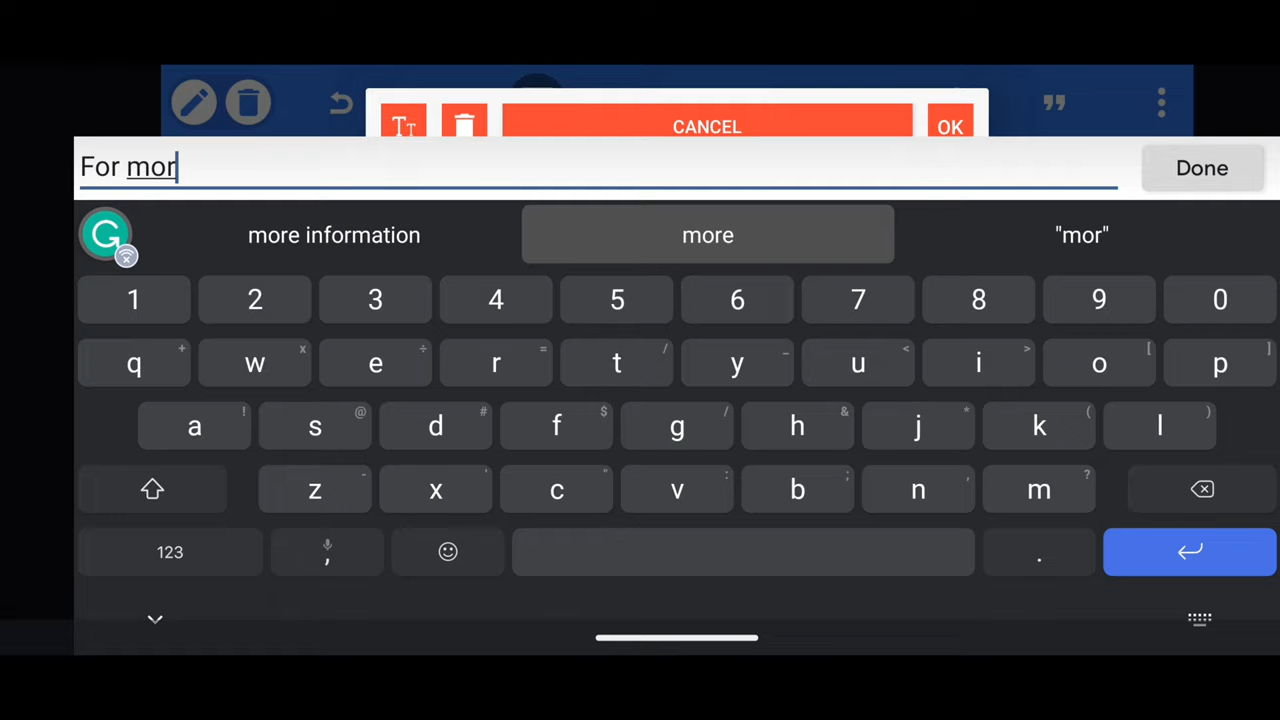 Tт
CANCEL
OK
For mor
Done
G
more information
more
"mor"
1 2 3 4 5 6 7 8 9 0
q + w x e ÷ r = t / y _ u < i > o [ p ]
a ! s @ d # f $ g / h & j * k ( l )
z - x ' c " v : b ; n , m ?
123 , .